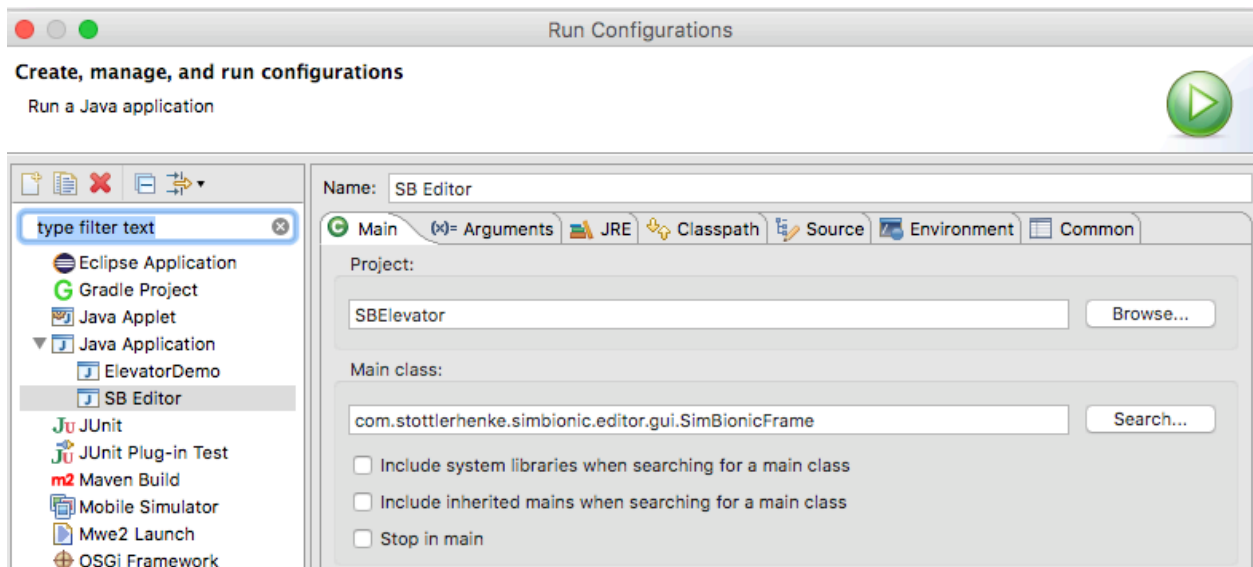 Run Configurations
Create, manage, and run configurations
Run a Java application
type filter text
Eclipse Application
Gradle Project
Java Applet
Java Application
ElevatorDemo
SB Editor
JUnit
JUnit Plug-in Test
Maven Build
Mobile Simulator
Mwe2 Launch
OSGi Framework
Name: SB Editor
Main (x)= Arguments JRE Classpath Source Environment Common
Project:
SBElevator Browse...
Main class:
com.stottlerhenke.simbionic.editor.gui.SimBionicFrame Search...
Include system libraries when searching for a main class
Include inherited mains when searching for a main class
Stop in main